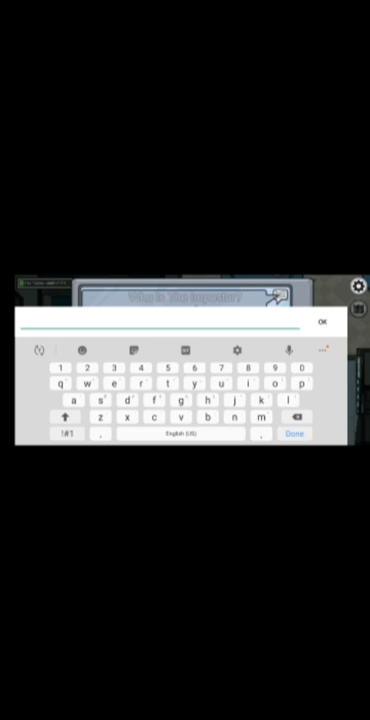 Who Is The Impostor?
OK
GIF
1 2 3 4 5 6 7 8 9 0
q w e r t y u i o p
a s d f g h j k l
z x c v b n m
!#1 , English (US) . Done